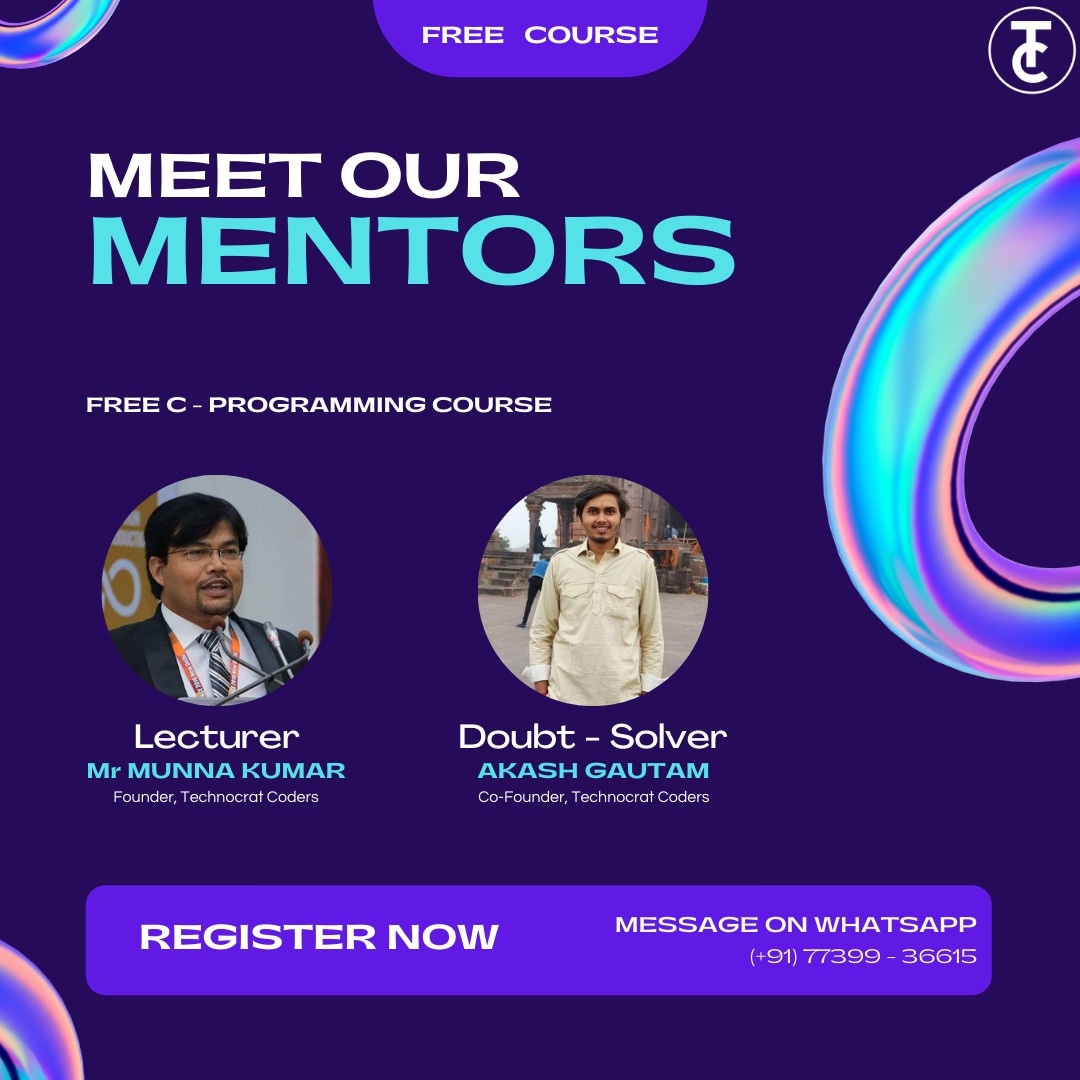 FREE COURSE
TC
MEET OUR
MENTORS
FREE C - PROGRAMMING COURSE
Lecturer
Mr MUNNA KUMAR
Founder, Technocrat Coders
Doubt - Solver
AKASH GAUTAM
Co-Founder, Technocrat Coders
REGISTER NOW
MESSAGE ON WHATSAPP
(+91) 77399 - 36615